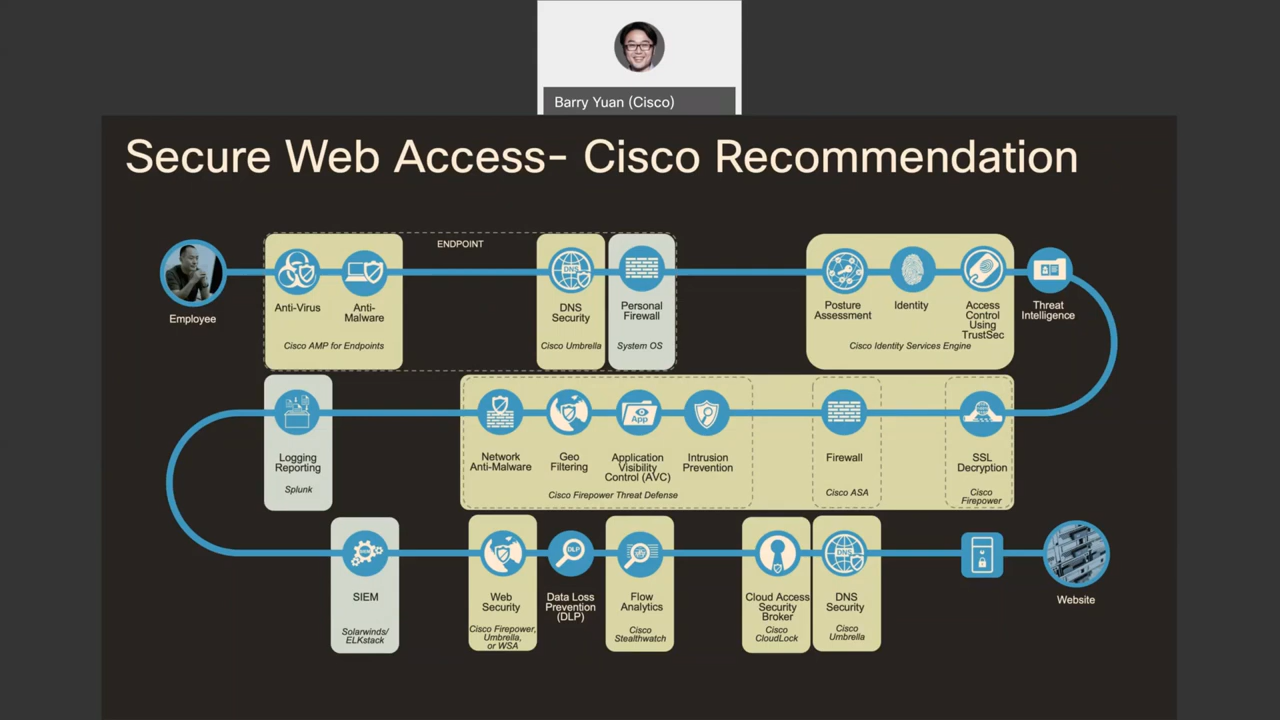 Barry Yuan (Cisco)
Secure Web Access- Cisco Recommendation
ENDPOINT
Employee
Anti-Virus
Anti-
Malware
Cisco AMP for Endpoints
DNS
DNS
Security
Cisco Umbrella
Personal
Firewall
System OS
Posture
Assessment
Identity
Access
Control
Using
TrustSec
Cisco Identity Services Engine
Threat
Intelligence
Logging
Reporting
Splunk
Network
Anti-Malware
Geo
Filtering
App
Application
Visibility
Control (AVC)
Intrusion
Prevention
Cisco Firepower Threat Defense
Firewall
Cisco ASA
SSL
Decryption
Cisco
Firepower
SIEM
Solarwinds/
ELKstack
Web
Security
Cisco Firepower,
Umbrella,
or WSA
DLP
Data Loss
Prevention
(DLP)
Flow
Analytics
Cisco
Stealthwatch
Cloud Access
Security
Broker
Cisco
CloudLock
DNS
DNS
Security
Cisco
Umbrella
Website